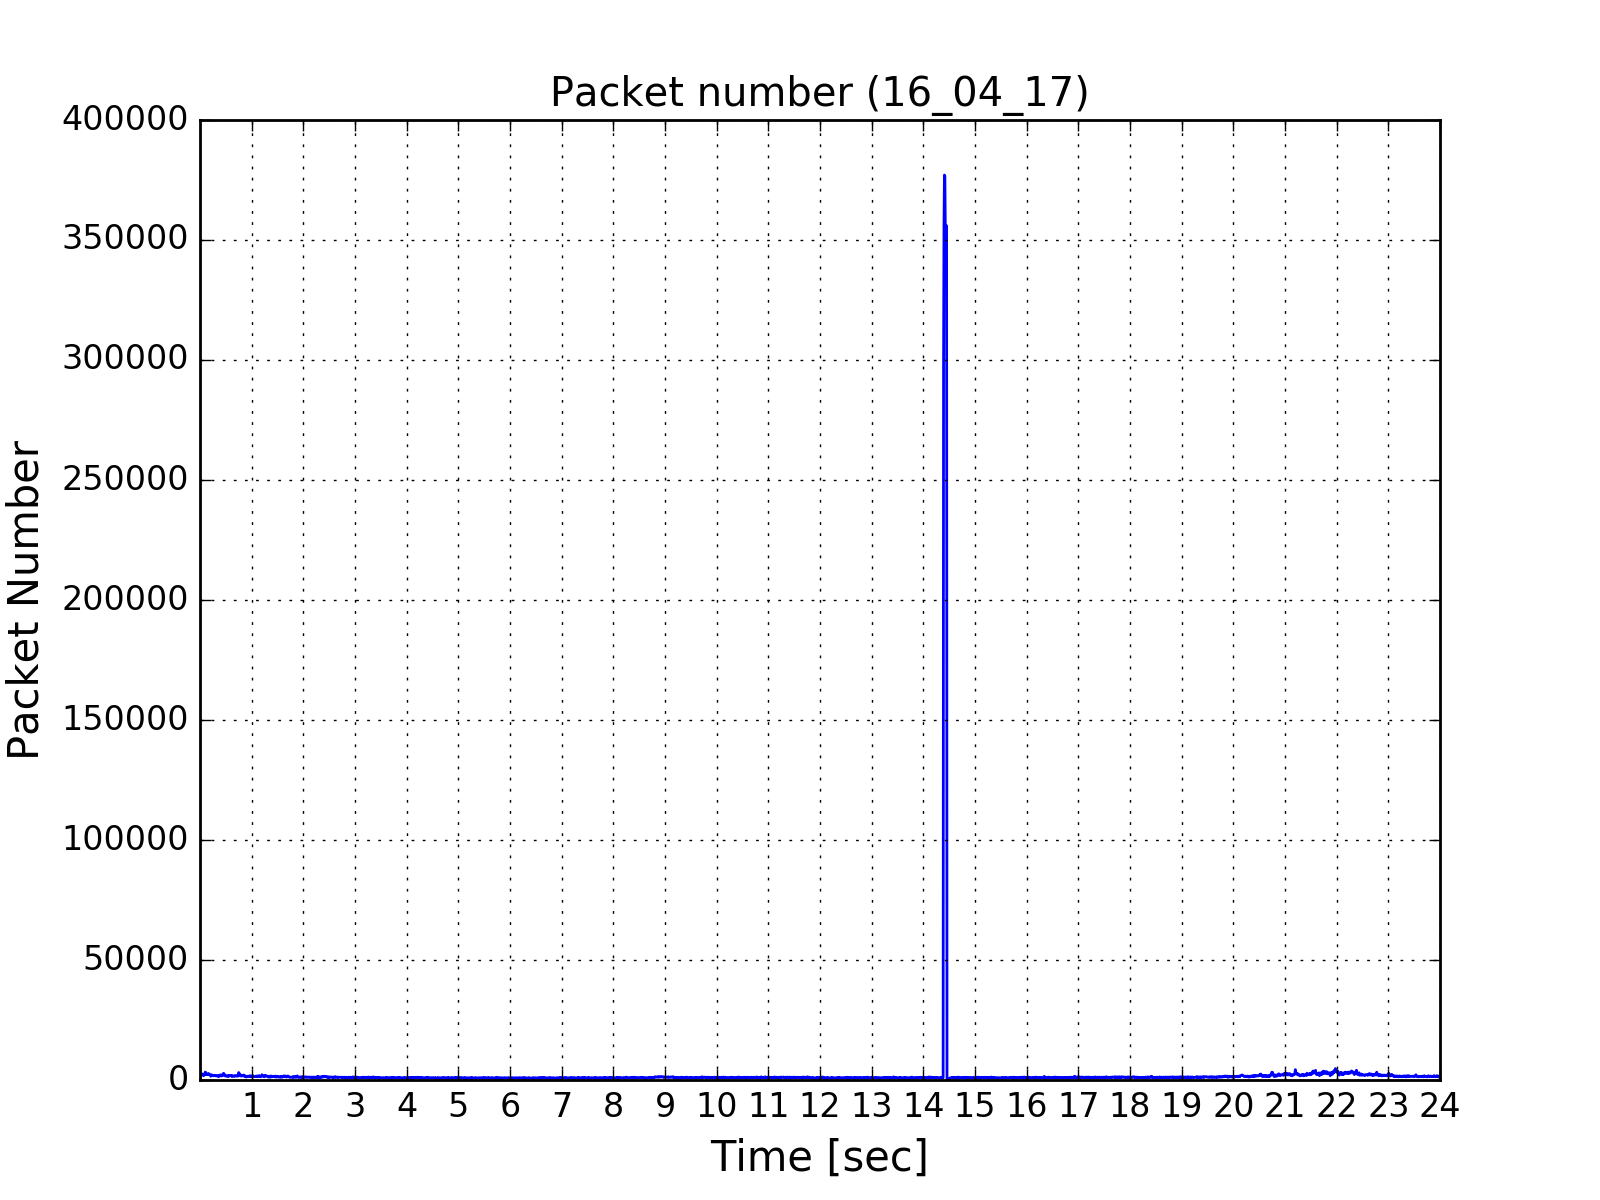 Packet number (16_04_17)
400000
350000
300000
250000
200000
150000
100000
50000
0
Packet Number
1 2 3 4 5 6 7 8 9 10 11 12 13 14 15 16 17 18 19 20 21 22 23 24
Time [sec]